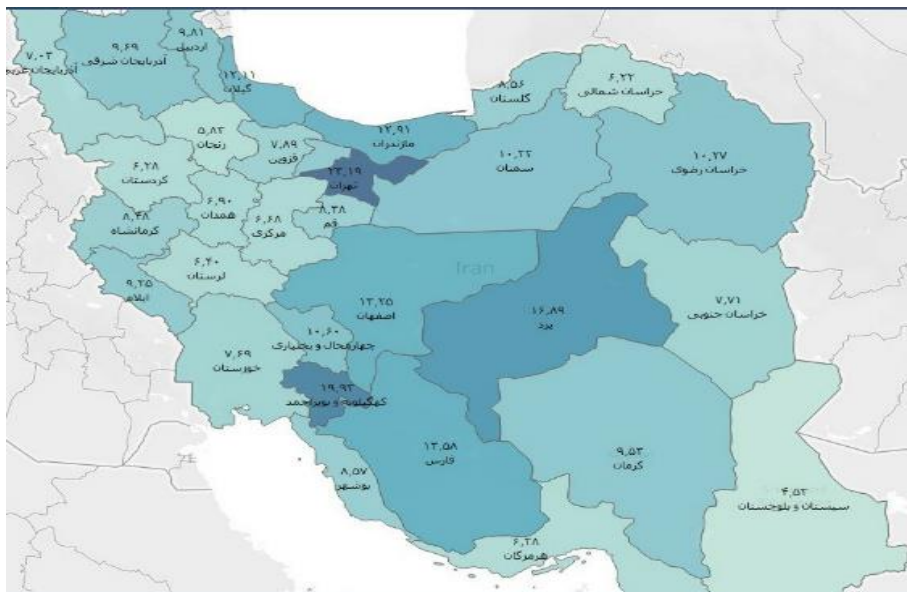 ۹,۸۱
اردبیل
۹,۶۹
آذربایجان شرقی
۷,۰۳
آذربایجان غربی
۱۲,۱۱
گیلان
۸,۵۶
گلستان
۶,۲۲
خراسان شمالی
۱۲,۹۱
مازندران
۵,۸۳
زنجان
۷,۸۹
قزوین
۱۰,۲۲
سمنان
۱۰,۲۷
خراسان رضوی
۲۳,۱۹
تهران
۶,۲۸
کردستان
۶,۹۰
همدان
۸,۳۸
قم
۶,۶۸
مرکزی
۸,۴۸
کرمانشاه
۶,۴۰
لرستان
Iran
۹,۲۵
ایلام
۱۳,۲۵
اصفهان
۱۶,۸۹
یزد
۷,۷۱
خراسان جنوبی
۱۰,۶۰
چهارمحال و بختیاری
۷,۶۹
خوزستان
۱۹,۹۳
کهگیلویه و بویراحمد
۱۳,۵۸
فارس
۹,۵۳
کرمان
۸,۵۷
بوشهر
۴,۵۲
سیستان و بلوچستان
۶,۳۸
هرمزگان